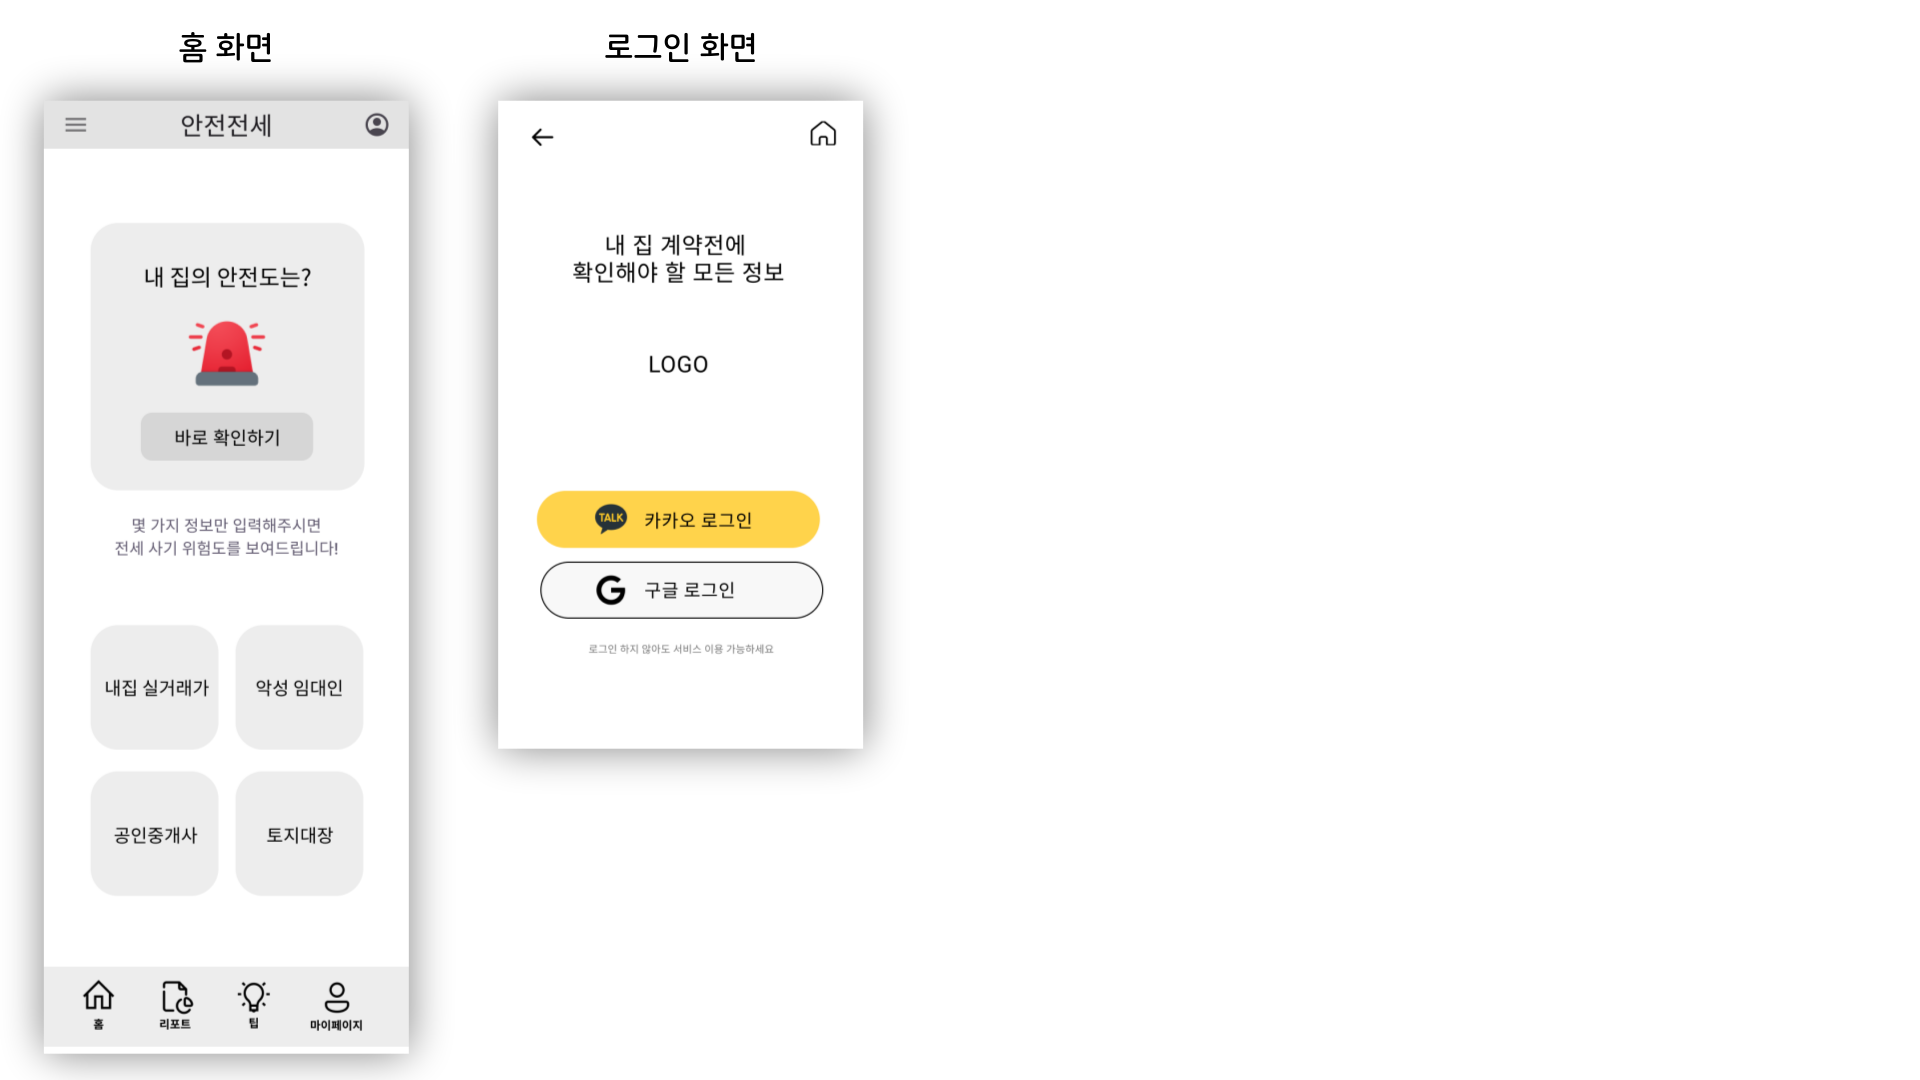 홈 화면
안전전세
내 집의 안전도는?
바로 확인하기
몇 가지 정보만 입력해주시면
전세 사기 위험도를 보여드립니다!
내집 실거래가
악성 임대인
공인중개사
토지대장
홈
리포트
팁
마이페이지
로그인 화면
내 집 계약전에
확인해야 할 모든 정보
LOGO
TALK
카카오 로그인
G
구글 로그인
로그인 하지 않아도 서비스 이용 가능하세요